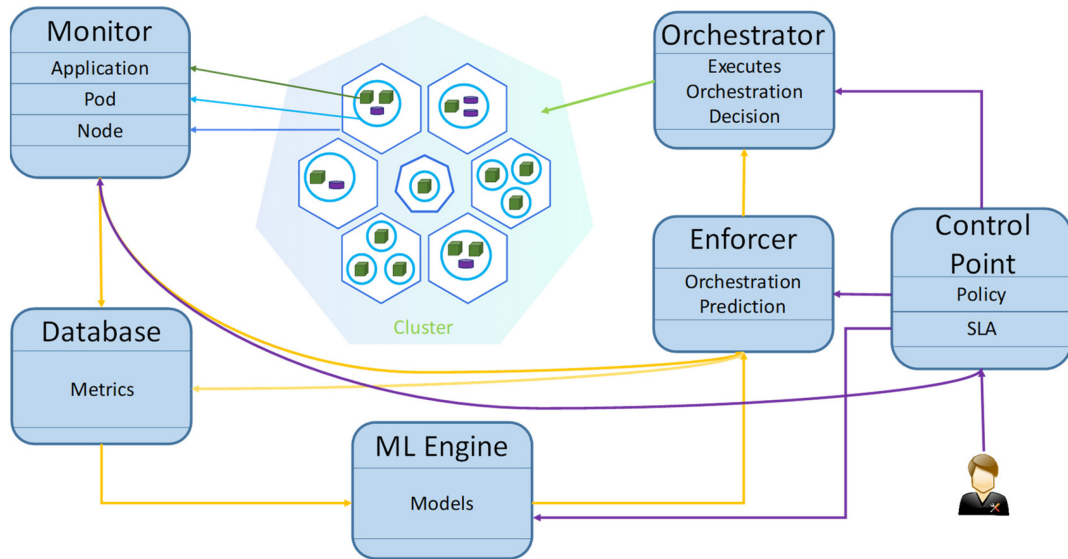 Monitor
Application
Pod
Node
Orchestrator
Executes
Orchestration
Decision
Enforcer
Orchestration
Prediction
Control
Point
Policy
SLA
Cluster
Database
Metrics
ML Engine
Models